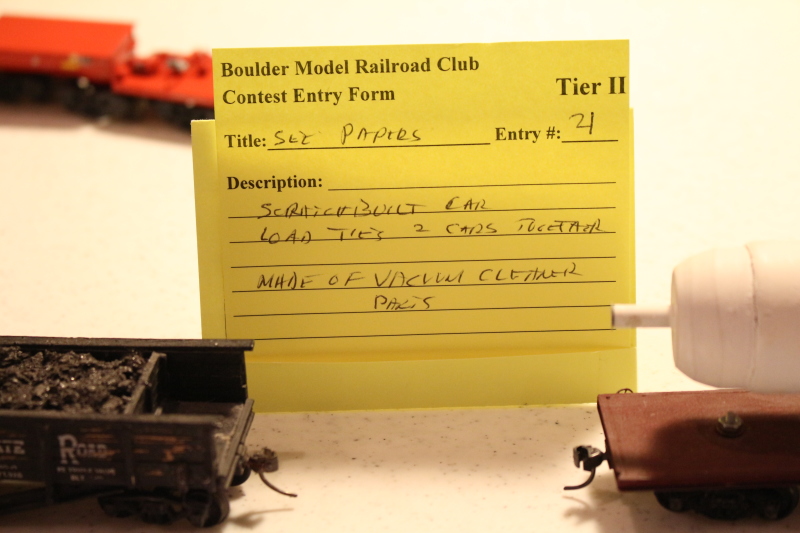 Boulder Model Railroad Club
Contest Entry Form
Tier II
Title: SEE PAPERS Entry #: 21
Description:
SCRATCHBUILT CAR
LOAD TIES 2 CARS TOGETHER
MADE OF VACUUM CLEANER
PARTS
ROAD